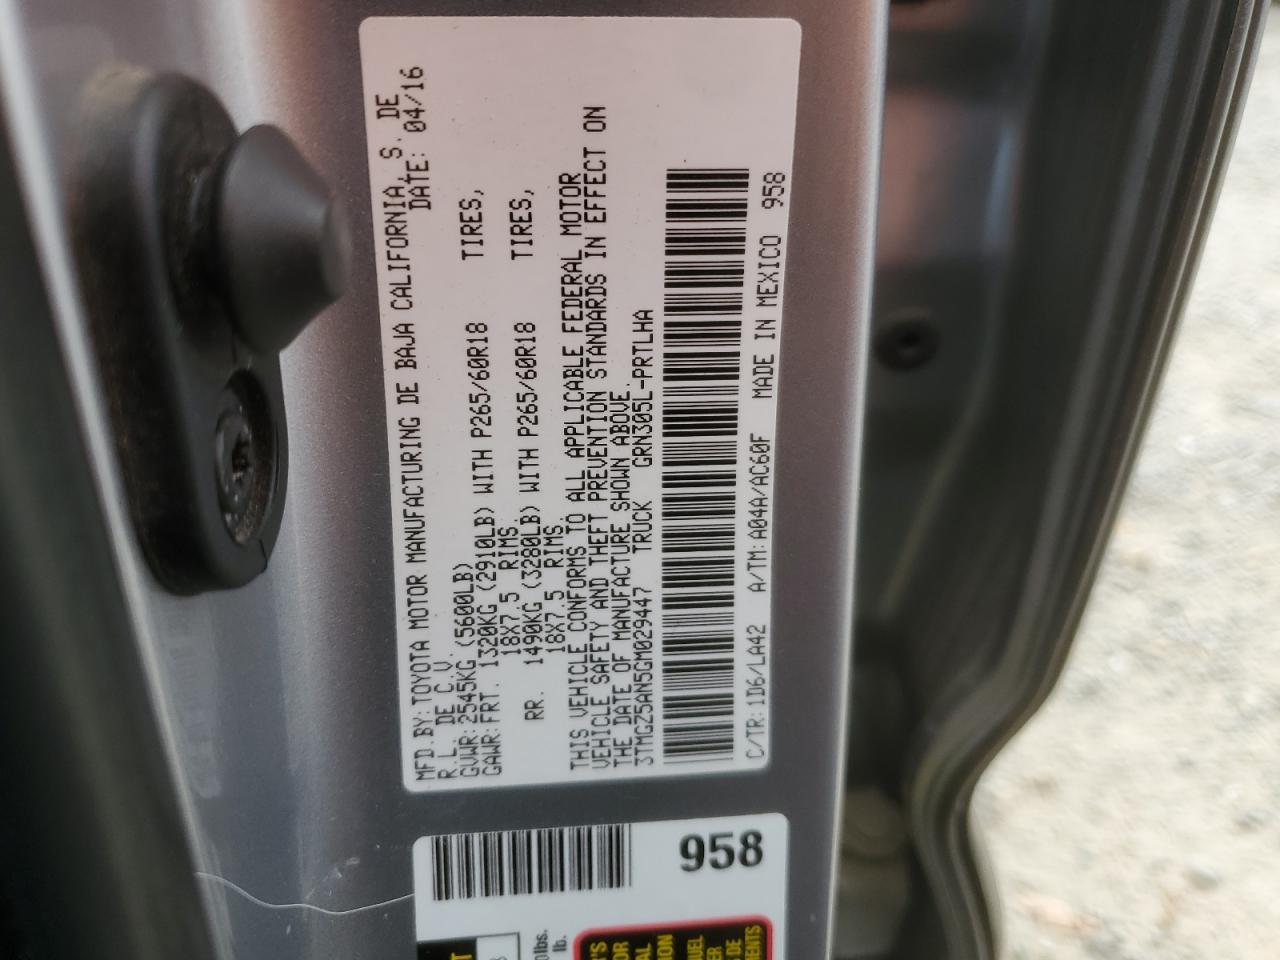 MFD.BY:TOYOTA MOTOR MANUFACTURING DE BAJA CALIFORNIA, S. DE
R.L. DE C.V. DATE: 04/16
GVWR:2545KG (5600LB)
GAWR:FRT. 1320KG (2910LB) WITH P265/60R18 TIRES,
18X7.5 RIMS.
RR. 1490KG (3280LB) WITH P265/60R18 TIRES,
18X7.5 RIMS.
THIS VEHICLE CONFORMS TO ALL APPLICABLE FEDERAL MOTOR
VEHICLE SAFETY AND THEFT PREVENTION STANDARDS IN EFFECT ON
THE DATE OF MANUFACTURE SHOWN ABOVE.
3TMGZ5AN5GM029447 TRUCK GRN305L-PRTLHA
C/TR:1D6/LA42 A/TM:A04A/AC60F MADE IN MEXICO 958
958
lbs.
lb.